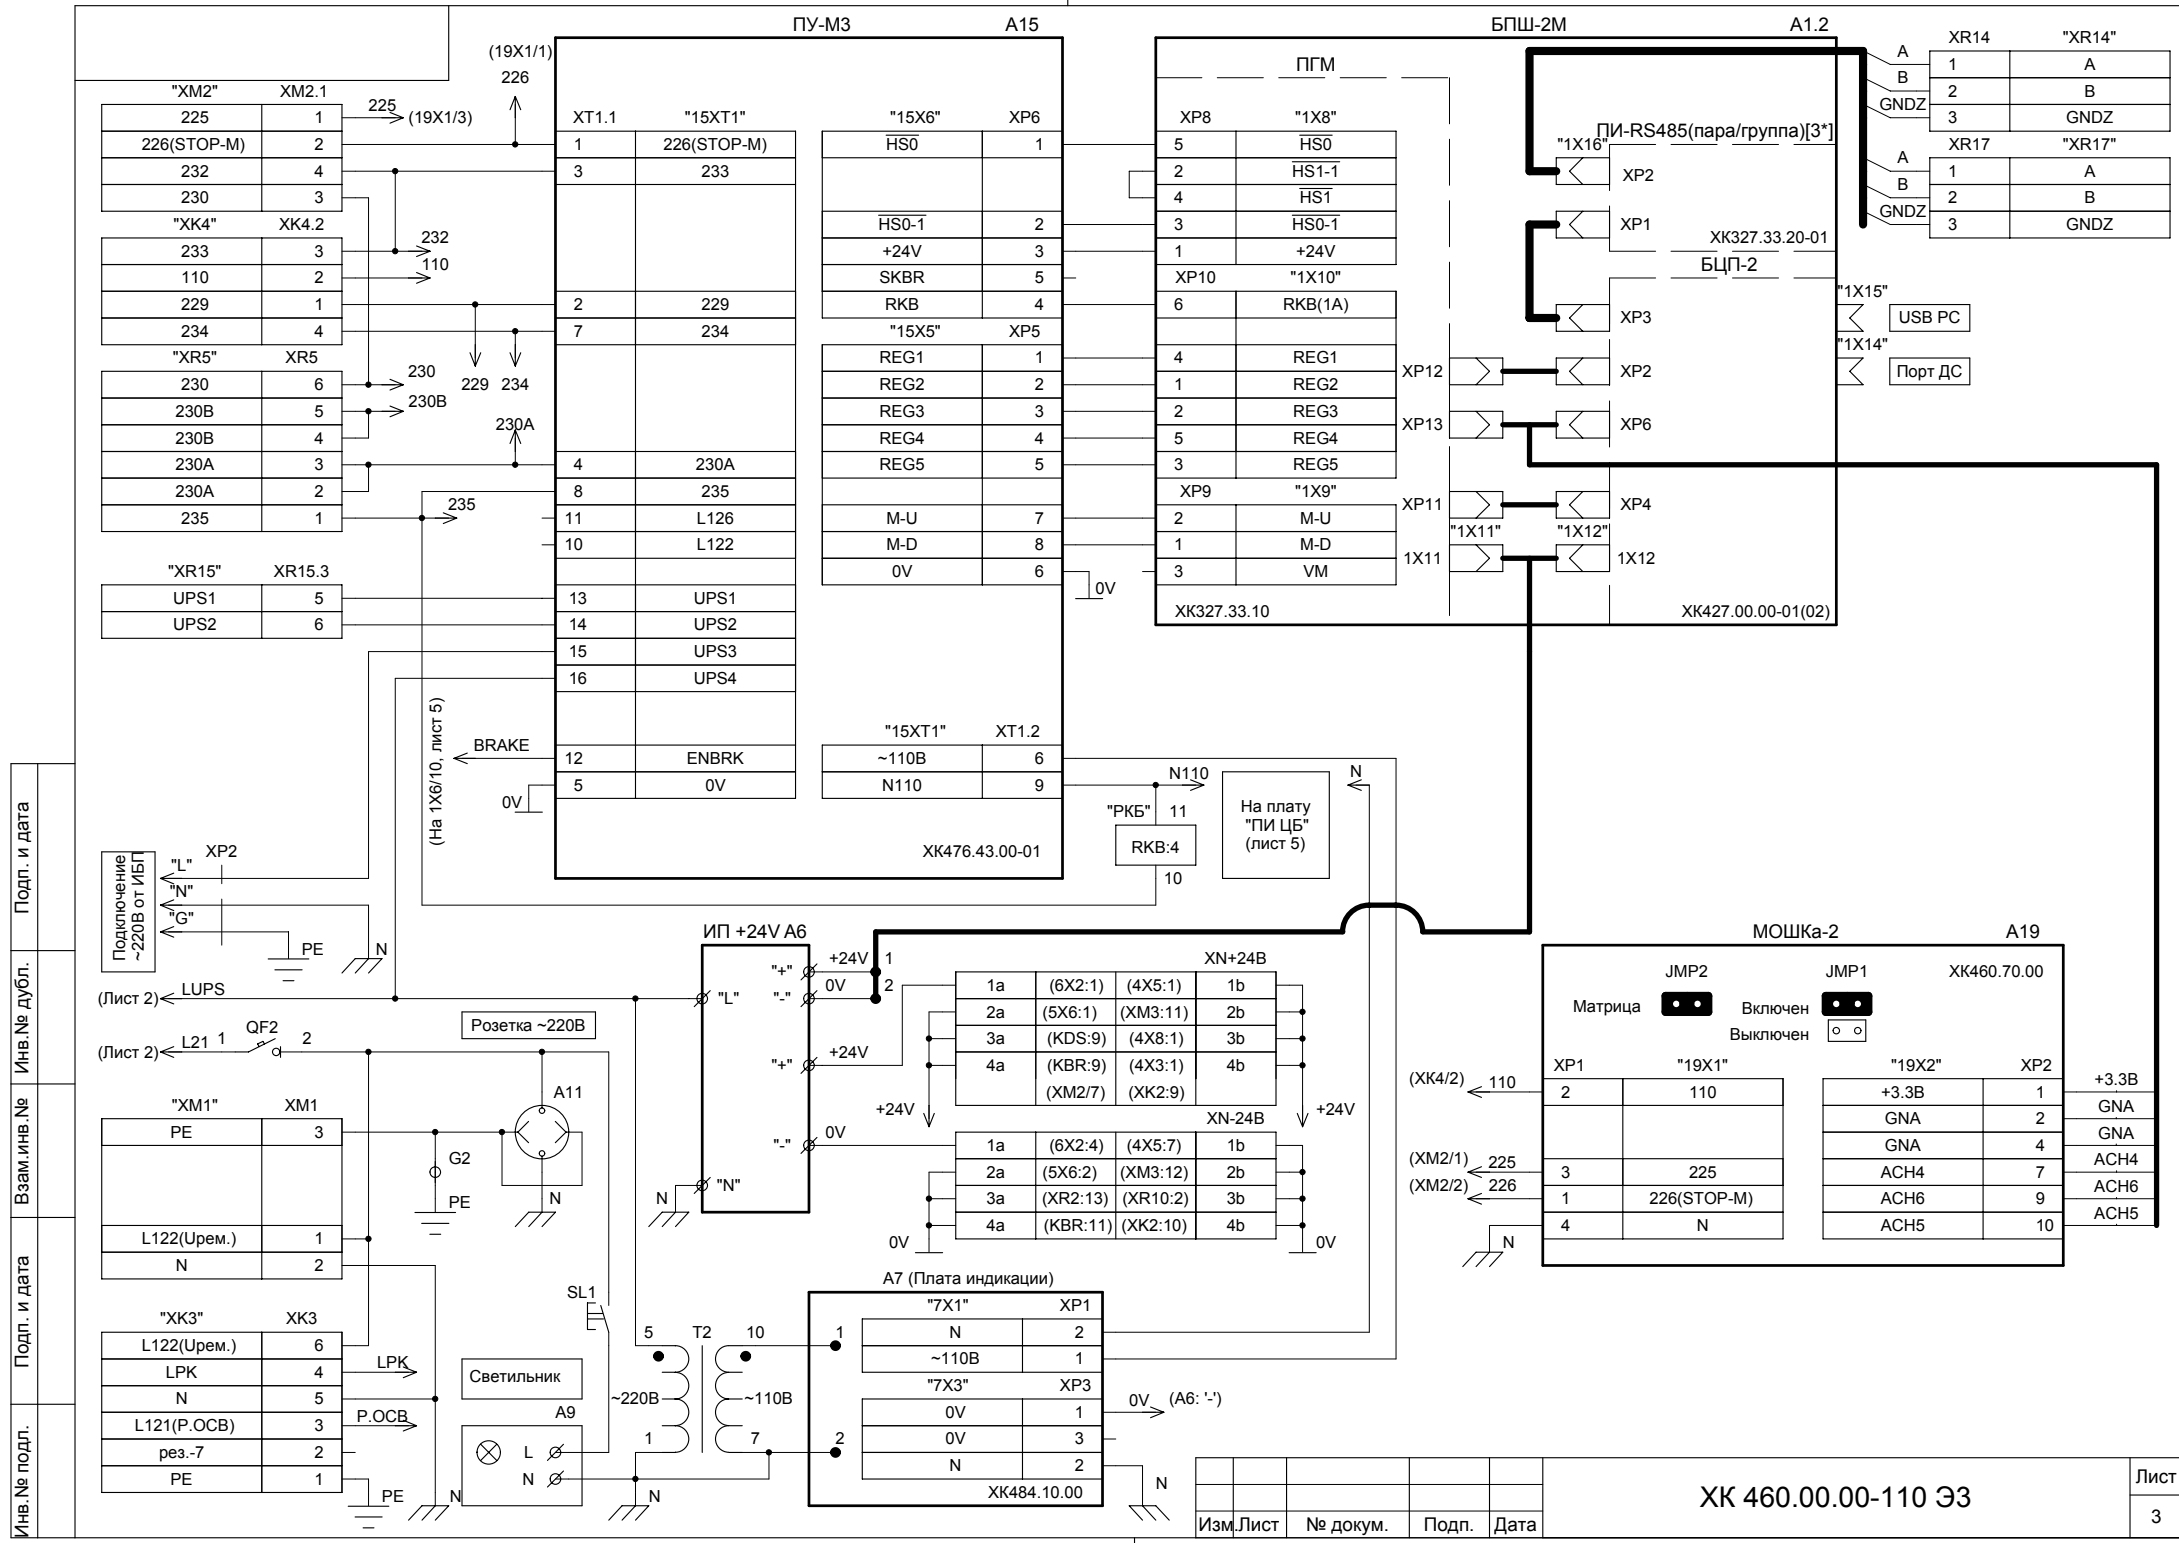 ПУ-М3 A15
(19X1/1)
226
"XM2" XM2.1
225 1
226(STOP-M) 2
232 4
230 3
225 (19X1/3)
"XK4" XK4.2
233 3
110 2
229 1
234 4
232
110
229 234
"XR5" XR5
230 6
230B 5
230B 4
230A 3
230A 2
235 1
230
230B
230A
235
"XR15" XR15.3
UPS1 5
UPS2 6
XT1.1 "15XT1"
1 226(STOP-M)
3 233
2 229
7 234
4 230A
8 235
11 L126
10 L122
13 UPS1
14 UPS2
15 UPS3
16 UPS4
12 ENBRK
5 0V
BRAKE
0V
(На 1X6/10, лист 5)
"15X6" XP6
HS0 1
HS0-1 2
+24V 3
SKBR 5
RKB 4
"15X5" XP5
REG1 1
REG2 2
REG3 3
REG4 4
REG5 5
M-U 7
M-D 8
0V 6
0V
"15XT1" XT1.2
~110В 6
N110 9
ХК476.43.00-01
БПШ-2М A1.2
ПГМ
XP8 "1X8"
5 HS0
2 HS1-1
4 HS1
3 HS0-1
1 +24V
XP10 "1X10"
6 RKB(1A)
4 REG1
1 REG2
2 REG3
5 REG4
3 REG5
XP9 "1X9"
2 M-U
1 M-D
3 VM
ХК327.33.10
ПИ-RS485(пара/группа)[3*]
"1X16"
XP2
XP1
ХК327.33.20-01
БЦП-2
XP3
XP12 XP2
XP13 XP6
XP11 XP4
"1X11" "1X12"
1X11 1X12
ХК427.00.00-01(02)
"1X15"
USB PC
"1X14"
Порт ДС
XR14 "XR14"
A 1 A
B 2 B
GNDZ 3 GNDZ
XR17 "XR17"
A 1 A
B 2 B
GNDZ 3 GNDZ
N110
"РКБ" 11
RKB:4
10
На плату
"ПИ ЦБ"
(лист 5)
N
Подключение
~220В от ИБП
XP2
"L"
"N"
"G"
PE
N
(Лист 2) LUPS
(Лист 2) L21 1 QF2 2
Розетка ~220В
A11
"XM1" XM1
PE 3
L122(Uрем.) 1
N 2
G2
PE
N
"XK3" XK3
L122(Uрем.) 6
LPK 4
N 5
L121(Р.ОСВ) 3
рез.-7 2
PE 1
LPK
Р.ОСВ
PE
N
SL1
Светильник
A9
L
N
N
ИП +24V A6
"+" +24V 1
"L" "-" 0V 2
"+" +24V
"-" 0V
"N"
N
XN+24В
1a (6X2:1) (4X5:1) 1b
2a (5X6:1) (XM3:11) 2b
3a (KDS:9) (4X8:1) 3b
4a (KBR:9) (4X3:1) 4b
(XM2/7) (XK2:9)
+24V +24V
XN-24В
1a (6X2:4) (4X5:7) 1b
2a (5X6:2) (XM3:12) 2b
3a (XR2:13) (XR10:2) 3b
4a (KBR:11) (XK2:10) 4b
0V 0V
5 T2 10
~220В ~110В
1 7
A7 (Плата индикации)
1
2
"7X1" XP1
N 2
~110В 1
"7X3" XP3
0V 1
0V 3
N 2
ХК484.10.00
0V (A6: '-')
N
МОШКа-2 A19
JMP2 JMP1 ХК460.70.00
Матрица Включен
Выключен
XP1 "19X1"
2 110
3 225
1 226(STOP-M)
4 N
(XK4/2) 110
(XM2/1) 225
(XM2/2) 226
N
"19X2" XP2
+3.3В 1 +3.3В
GNA 2 GNA
GNA 4 GNA
ACH4 7 ACH4
ACH6 9 ACH6
ACH5 10 ACH5
Подп. и дата
Инв.№ дубл.
Взам.инв.№
Подп. и дата
Инв.№ подл.
Изм. Лист № докум. Подп. Дата
ХК 460.00.00-110 Э3
Лист
3